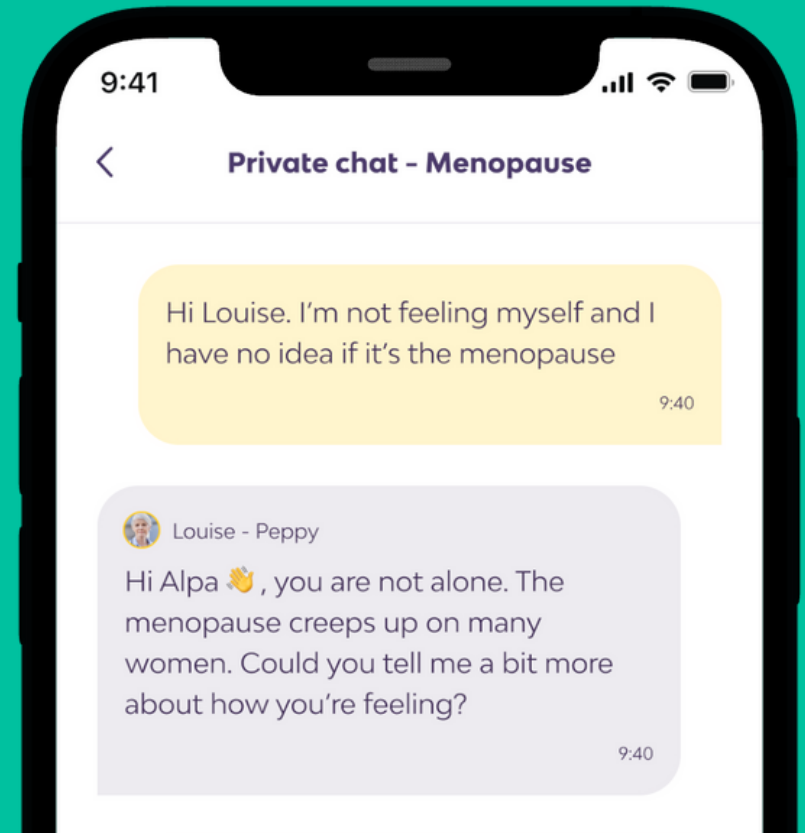 9:41
Private chat – Menopause
Hi Louise. I’m not feeling myself and I
have no idea if it’s the menopause
9:40
Louise - Peppy
Hi Alpa 👋 , you are not alone. The
menopause creeps up on many
women. Could you tell me a bit more
about how you’re feeling?
9:40